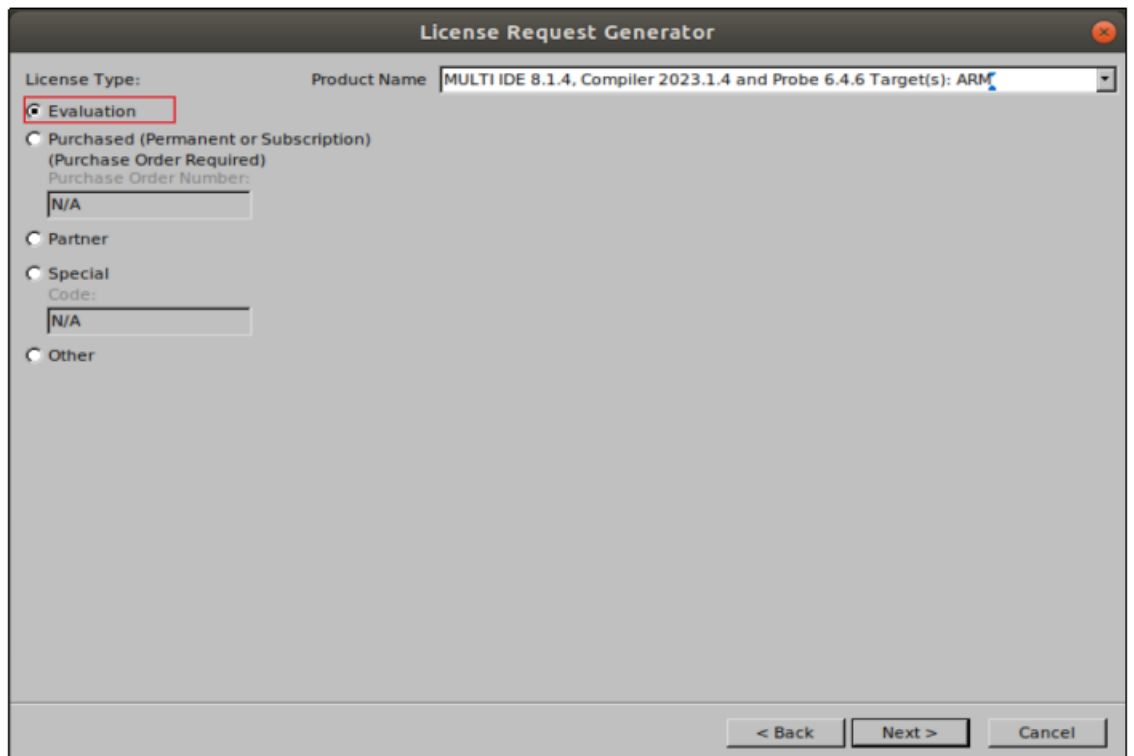 License Request Generator
License Type:
Product Name MULTI IDE 8.1.4, Compiler 2023.1.4 and Probe 6.4.6 Target(s): ARM
Evaluation
Purchased (Permanent or Subscription)
(Purchase Order Required)
Purchase Order Number:
N/A
Partner
Special
Code:
N/A
Other
< Back
Next >
Cancel